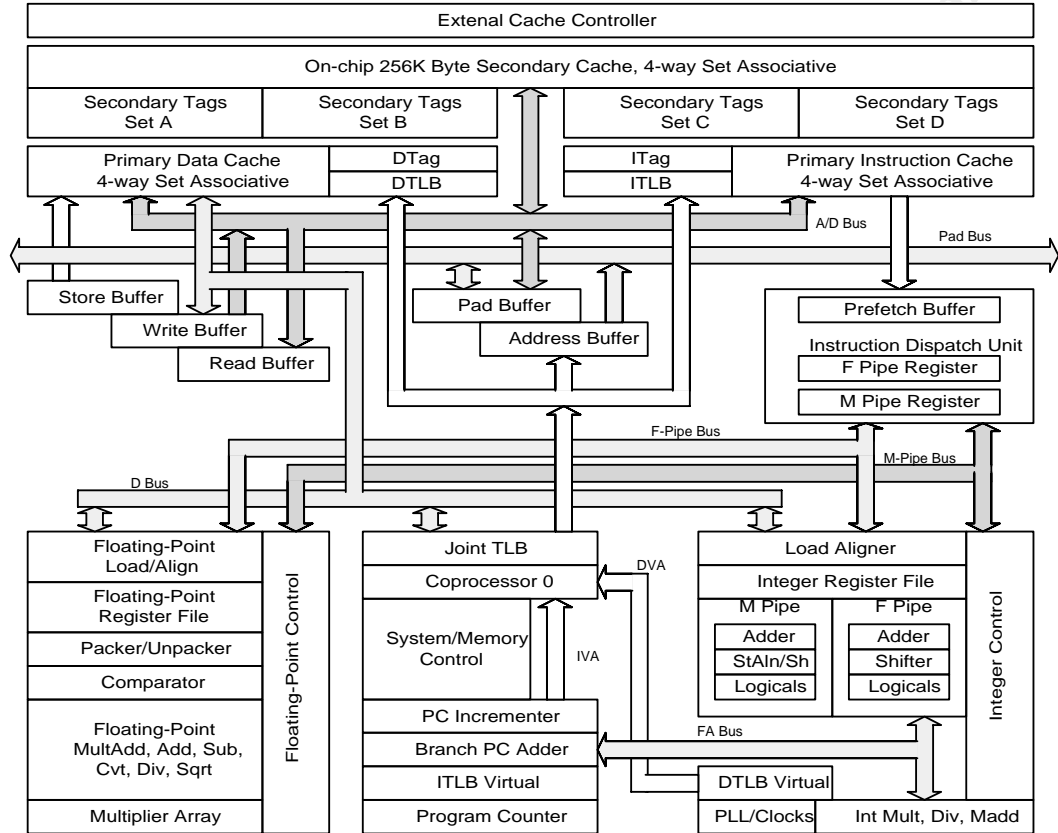 Extenal Cache Controller
On-chip 256K Byte Secondary Cache, 4-way Set Associative
Secondary Tags
Set A
Secondary Tags
Set B
Secondary Tags
Set C
Secondary Tags
Set D
Primary Data Cache
4-way Set Associative
DTag
DTLB
ITag
ITLB
Primary Instruction Cache
4-way Set Associative
A/D Bus
Pad Bus
Store Buffer
Write Buffer
Read Buffer
Pad Buffer
Address Buffer
Prefetch Buffer
Instruction Dispatch Unit
F Pipe Register
M Pipe Register
F-Pipe Bus
M-Pipe Bus
D Bus
Floating-Point
Load/Align
Floating-Point
Register File
Packer/Unpacker
Comparator
Floating-Point
MultAdd, Add, Sub,
Cvt, Div, Sqrt
Multiplier Array
Floating-Point Control
Joint TLB
Coprocessor 0
System/Memory
Control
PC Incrementer
Branch PC Adder
ITLB Virtual
Program Counter
DVA
IVA
FA Bus
Load Aligner
Integer Register File
M Pipe
Adder
StAln/Sh
Logicals
F Pipe
Adder
Shifter
Logicals
Integer Control
DTLB Virtual
PLL/Clocks
Int Mult, Div, Madd